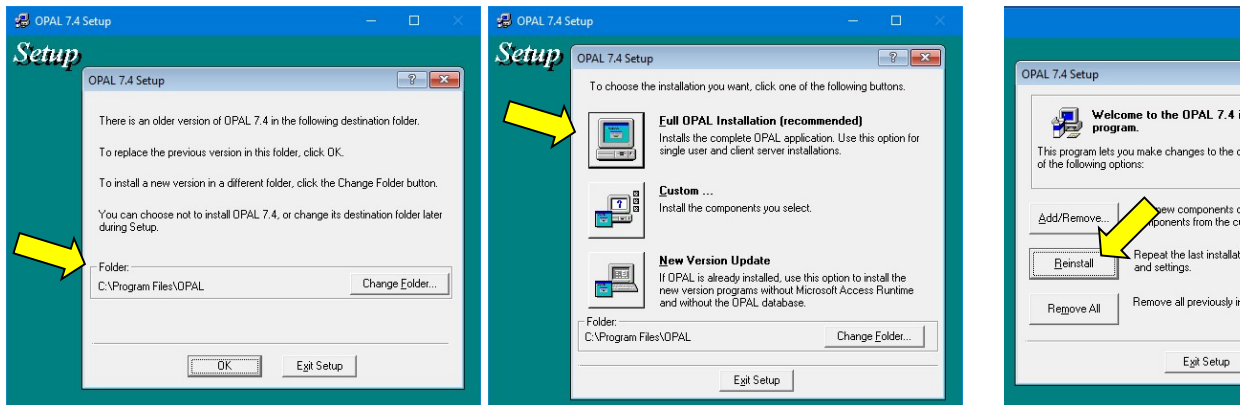 OPAL 7.4 Setup
Setup
OPAL 7.4 Setup
There is an older version of OPAL 7.4 in the following destination folder.
To replace the previous version in this folder, click OK.
To install a new version in a different folder, click the Change Folder button.
You can choose not to install OPAL 7.4, or change its destination folder later
during Setup.
Folder:
C:\Program Files\OPAL
Change Folder...
OK
Exit Setup
OPAL 7.4 Setup
Setup
OPAL 7.4 Setup
To choose the installation you want, click one of the following buttons.
Full OPAL Installation (recommended)
Installs the complete OPAL application. Use this option for
single user and client server installations.
Custom ...
Install the components you select.
New Version Update
If OPAL is already installed, use this option to install the
new version programs without Microsoft Access Runtime
and without the OPAL database.
Folder:
C:\Program Files\OPAL
Change Folder...
Exit Setup
OPAL 7.4 Setup
Welcome to the OPAL 7.4
program.
This program lets you make changes to the
of the following options:
Add/Remove...
new components
from the
Reinstall
Repeat the last
and settings.
Remove All
Remove all previously
Exit Setup